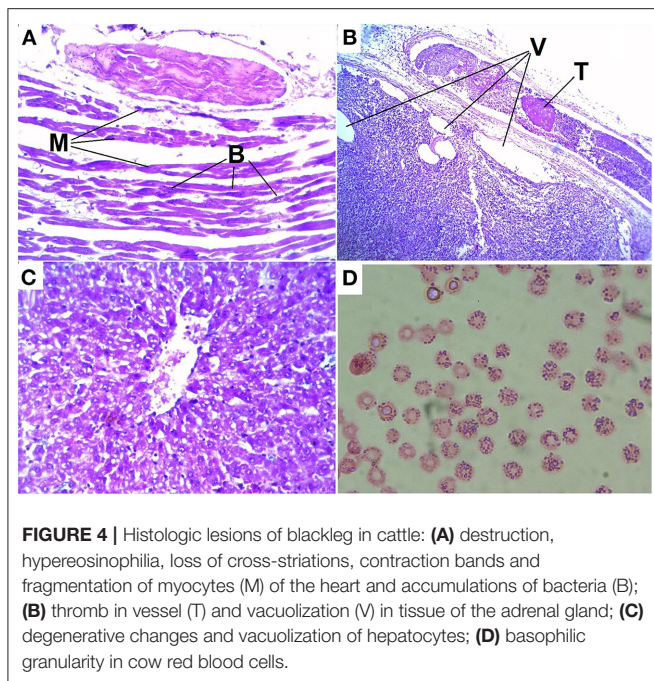 A
B
V
T
M
B
C
D
FIGURE 4 | Histologic lesions of blackleg in cattle: (A) destruction,
hypereosinophilia, loss of cross-striations, contraction bands and
fragmentation of myocytes (M) of the heart and accumulations of bacteria (B);
(B) thromb in vessel (T) and vacuolization (V) in tissue of the adrenal gland; (C)
degenerative changes and vacuolization of hepatocytes; (D) basophilic
granularity in cow red blood cells.